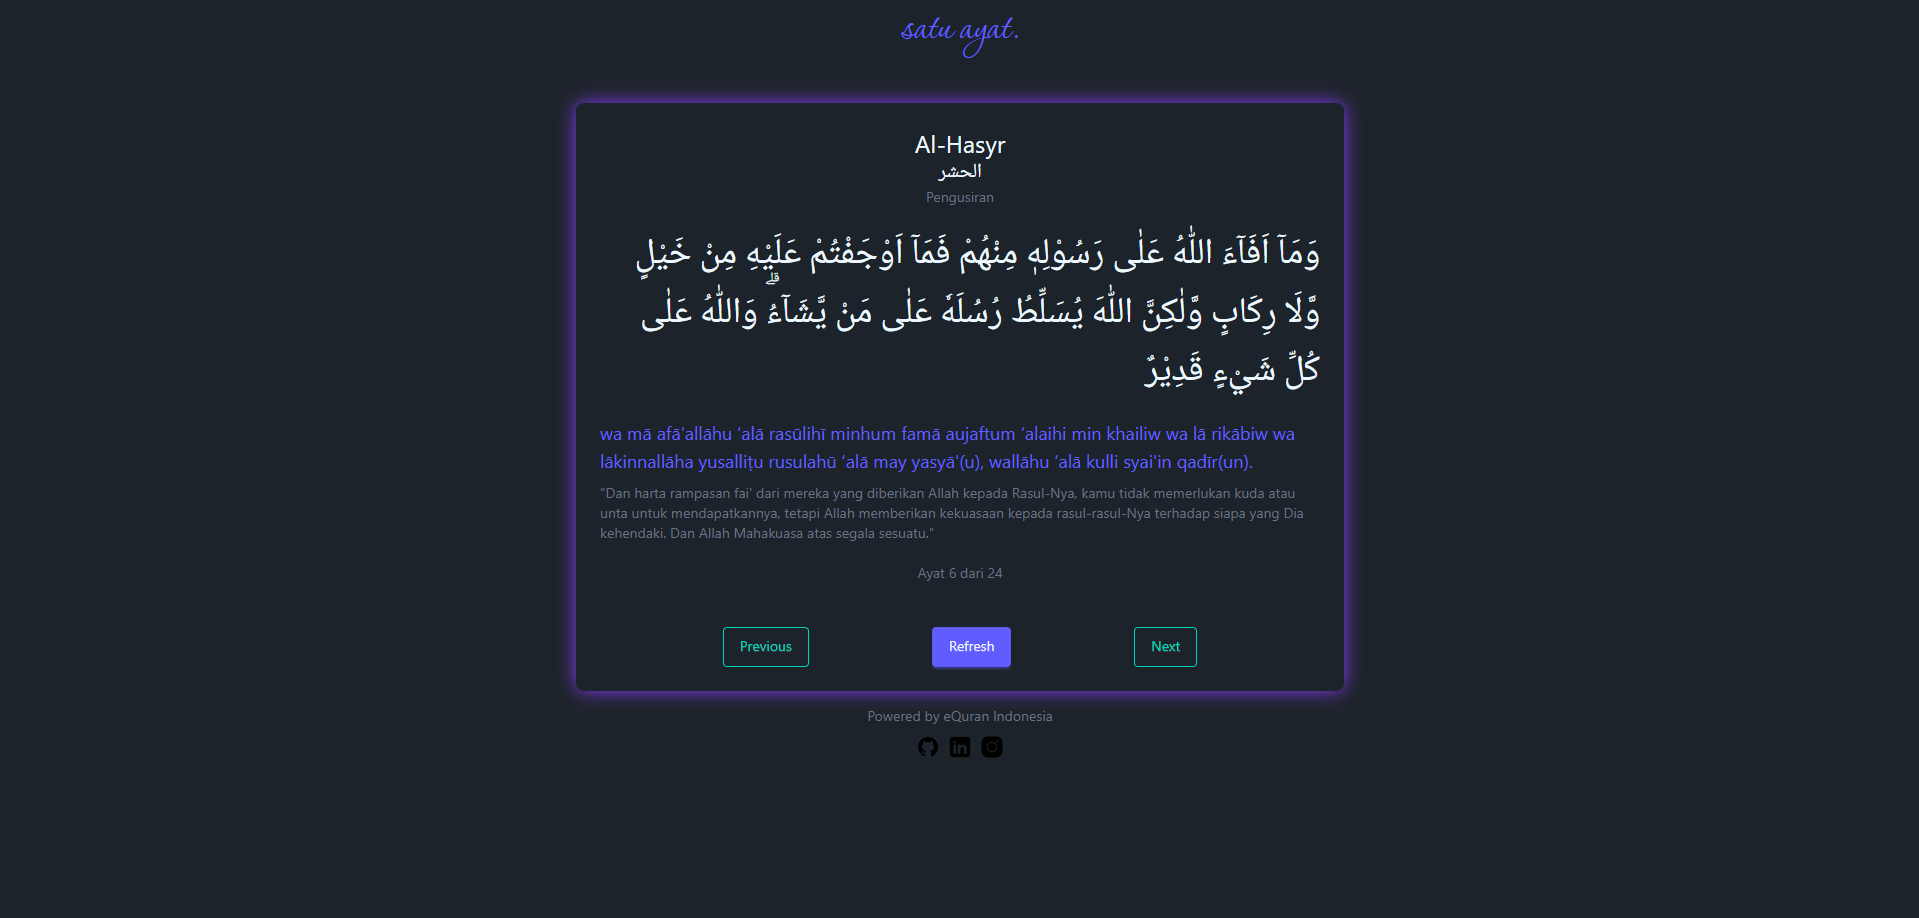 satu ayat.
Al-Hasyr
الحشر
Pengusiran
وَمَآ اَفَاۤءَ اللّٰهُ عَلٰى رَسُوْلِهٖ مِنْهُمْ فَمَآ اَوْجَفْتُمْ عَلَيْهِ مِنْ خَيْلٍ
وَّلَا رِكَابٍ وَّلٰكِنَّ اللّٰهَ يُسَلِّطُ رُسُلَهٗ عَلٰى مَنْ يَّشَاۤءُۗ وَاللّٰهُ عَلٰى
كُلِّ شَيْءٍ قَدِيْرٌ
wa mā afā'allāhu ‘alā rasūlihī minhum famā aujaftum ‘alaihi min khailiw wa lā rikābiw wa
lākinnallāha yusalliṭu rusulahū ‘alā may yasyā'(u), wallāhu ‘alā kulli syai'in qadīr(un).
"Dan harta rampasan fai' dari mereka yang diberikan Allah kepada Rasul-Nya, kamu tidak memerlukan kuda atau
unta untuk mendapatkannya, tetapi Allah memberikan kekuasaan kepada rasul-rasul-Nya terhadap siapa yang Dia
kehendaki. Dan Allah Mahakuasa atas segala sesuatu."
Ayat 6 dari 24
Previous
Refresh
Next
Powered by eQuran Indonesia